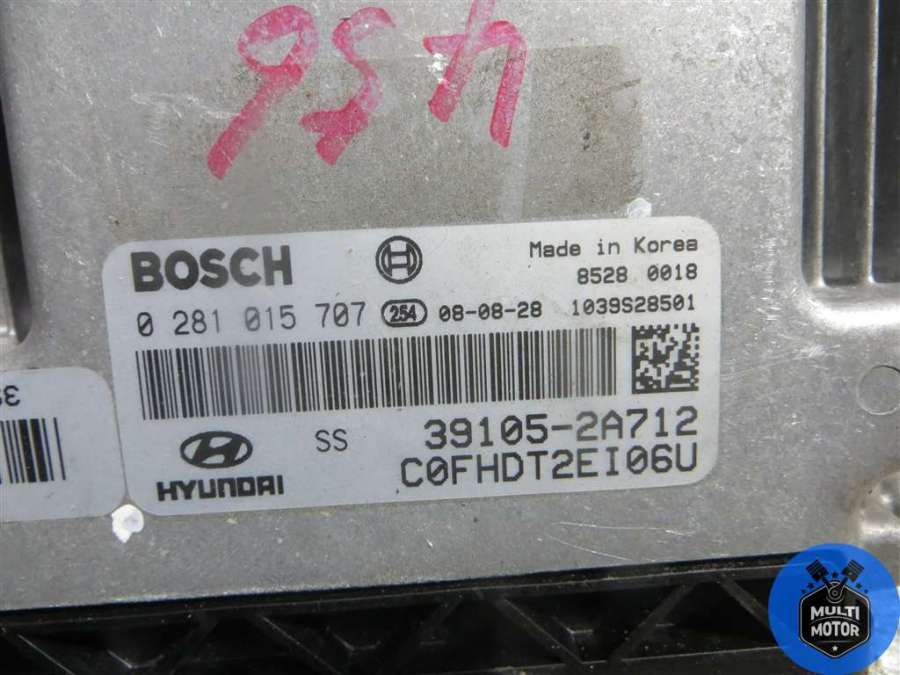 456
BOSCH
Made in Korea
8528 0018
0 281 015 707 254 08-08-28 1039S28501
SS
39105-2A712
HYUNDAI
C0FHDT2EI06U
MULTI
MOTOR